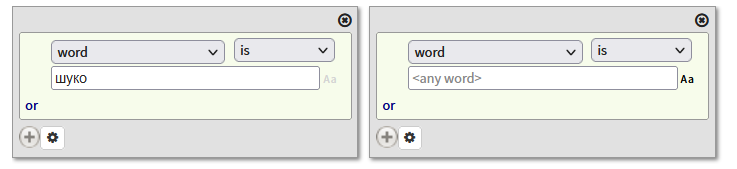 word is
шуко Aa
or
word is
<any word> Aa
or